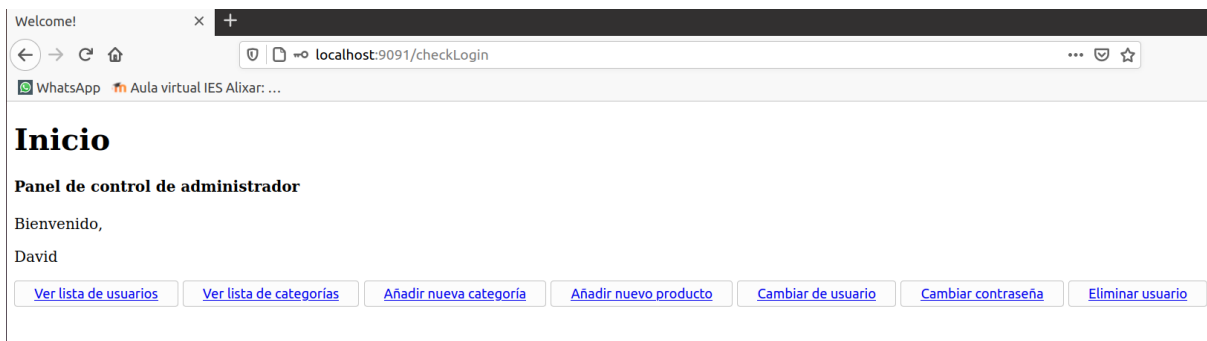 Welcome!
localhost:9091/checkLogin
WhatsApp Aula virtual IES Alixar: ...
Inicio
Panel de control de administrador
Bienvenido,
David
Ver lista de usuarios Ver lista de categorías Añadir nueva categoría Añadir nuevo producto Cambiar de usuario Cambiar contraseña Eliminar usuario